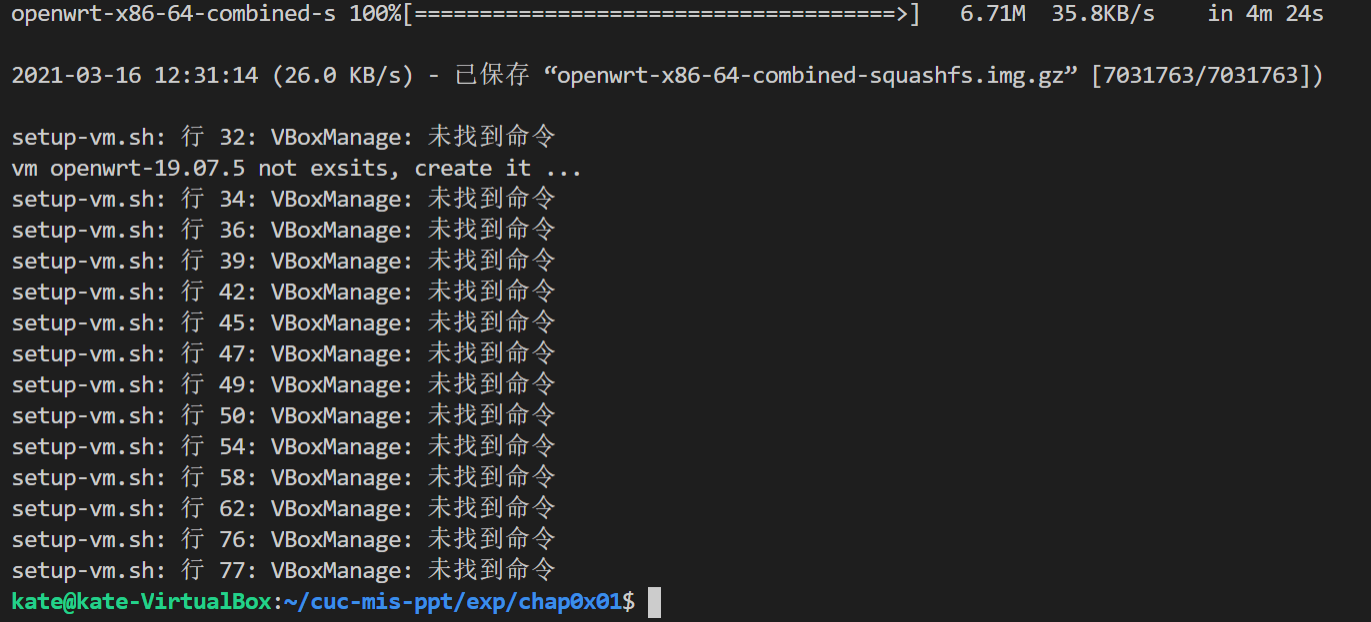 openwrt-x86-64-combined-s 100%[=====================================>]   6.71M  35.8KB/s    in 4m 24s
2021-03-16 12:31:14 (26.0 KB/s) - 已保存 “openwrt-x86-64-combined-squashfs.img.gz” [7031763/7031763])
setup-vm.sh: 行 32: VBoxManage: 未找到命令
vm openwrt-19.07.5 not exsits, create it ...
setup-vm.sh: 行 34: VBoxManage: 未找到命令
setup-vm.sh: 行 36: VBoxManage: 未找到命令
setup-vm.sh: 行 39: VBoxManage: 未找到命令
setup-vm.sh: 行 42: VBoxManage: 未找到命令
setup-vm.sh: 行 45: VBoxManage: 未找到命令
setup-vm.sh: 行 47: VBoxManage: 未找到命令
setup-vm.sh: 行 49: VBoxManage: 未找到命令
setup-vm.sh: 行 50: VBoxManage: 未找到命令
setup-vm.sh: 行 54: VBoxManage: 未找到命令
setup-vm.sh: 行 58: VBoxManage: 未找到命令
setup-vm.sh: 行 62: VBoxManage: 未找到命令
setup-vm.sh: 行 76: VBoxManage: 未找到命令
setup-vm.sh: 行 77: VBoxManage: 未找到命令
kate@kate-VirtualBox:~/cuc-mis-ppt/exp/chap0x01$